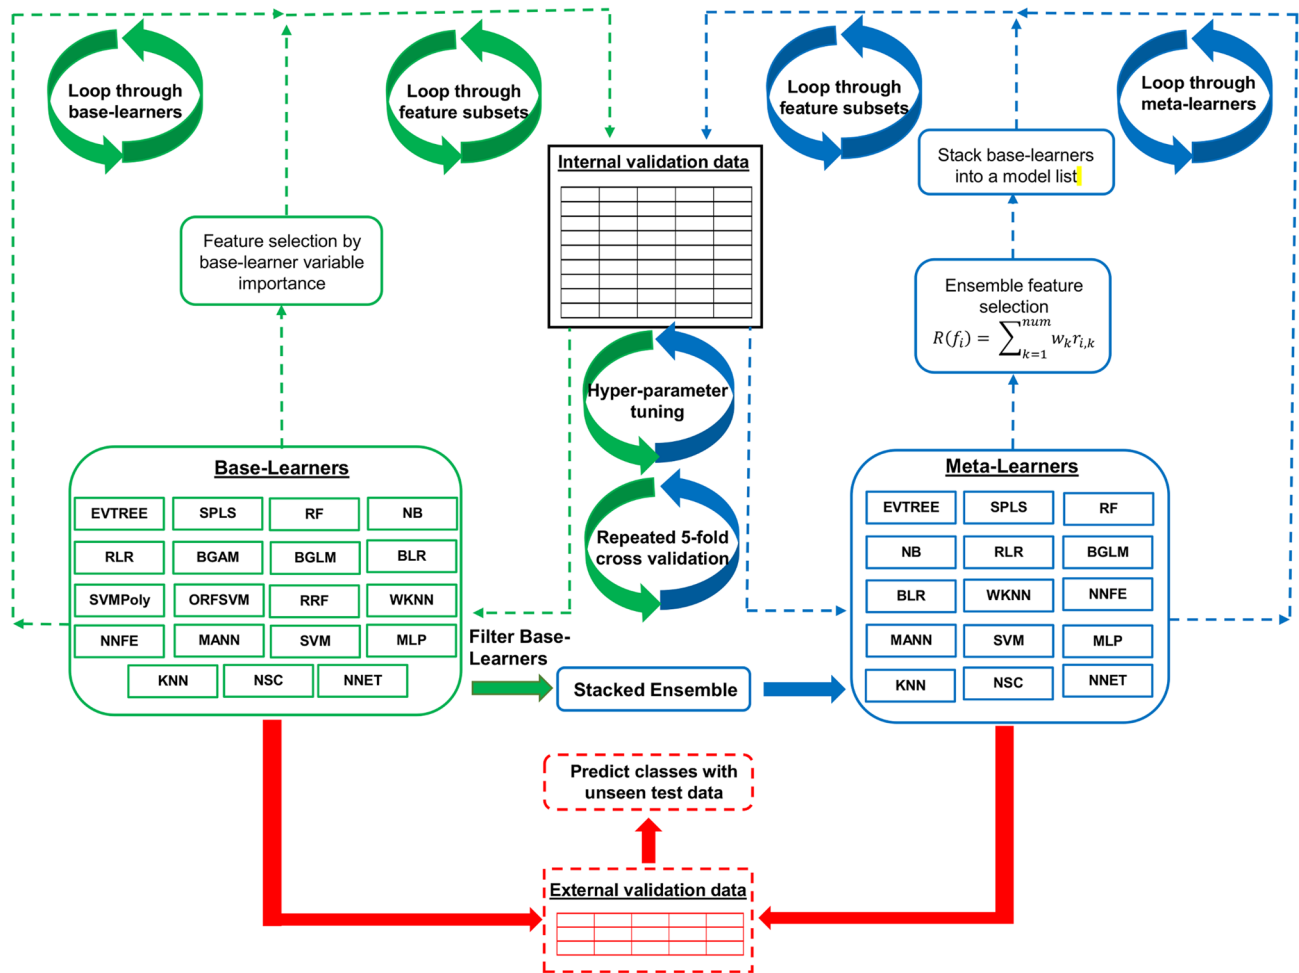 Loop through
base-learners
Loop through
feature subsets
Loop through
feature subsets
Loop through
meta-learners
Internal validation data
Stack base-learners
into a model list
Feature selection by
base-learner variable
importance
Ensemble feature
selection
R(f_i) = ∑_{k=1}^{num} w_k r_{i,k}
Hyper-parameter
tuning
Repeated 5-fold
cross validation
Base-Learners
EVTREE SPLS RF NB
RLR BGAM BGLM BLR
SVMPoly ORFSVM RRF WKNN
NNFE MANN SVM MLP
KNN NSC NNET
Filter Base-
Learners
Stacked Ensemble
Meta-Learners
EVTREE SPLS RF
NB RLR BGLM
BLR WKNN NNFE
MANN SVM MLP
KNN NSC NNET
Predict classes with
unseen test data
External validation data